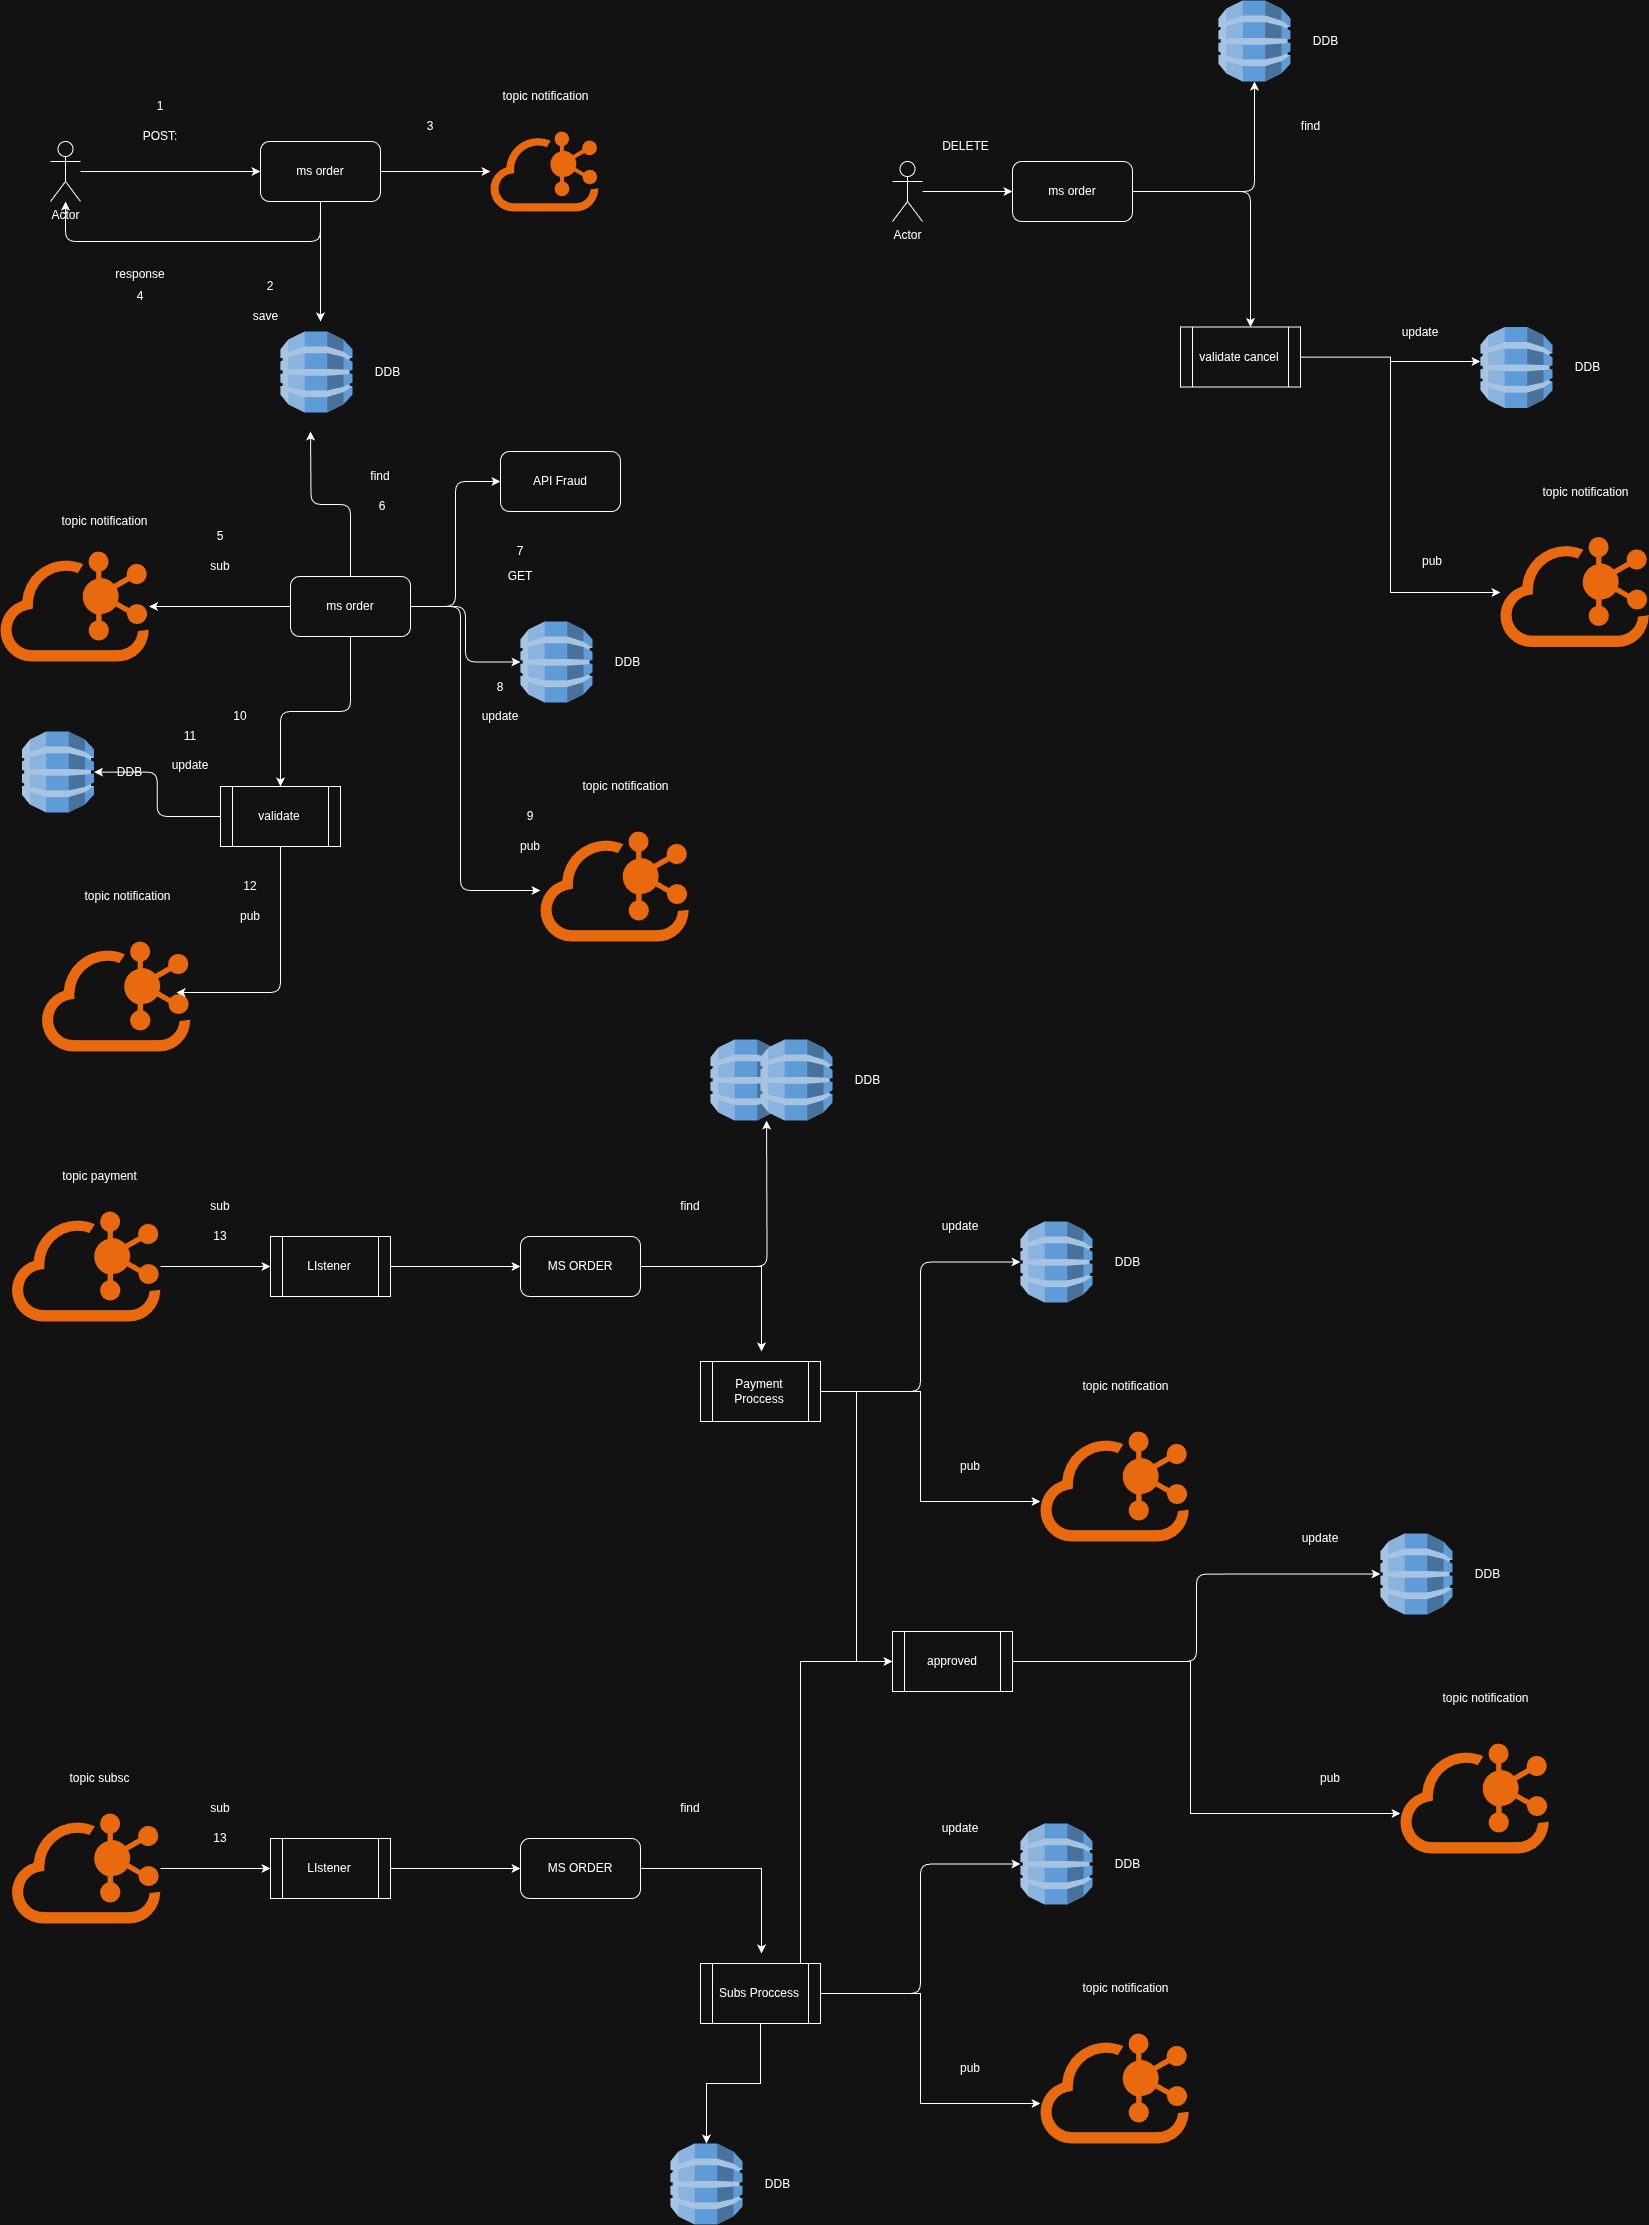 1
POST:
Actor
ms order
3
topic notification
response
4
2
save
DDB
DELETE
Actor
ms order
DDB
find
validate cancel
update
DDB
topic notification
pub
find
6
API Fraud
topic notification
5
sub
ms order
7
GET
DDB
8
update
10
11
update
DDB
validate
topic notification
9
pub
12
pub
topic notification
DDB
topic payment
sub
13
LIstener
MS ORDER
find
update
DDB
Payment
Proccess
topic notification
pub
update
DDB
approved
topic notification
pub
topic subsc
sub
13
LIstener
MS ORDER
find
update
DDB
Subs Proccess
topic notification
pub
DDB